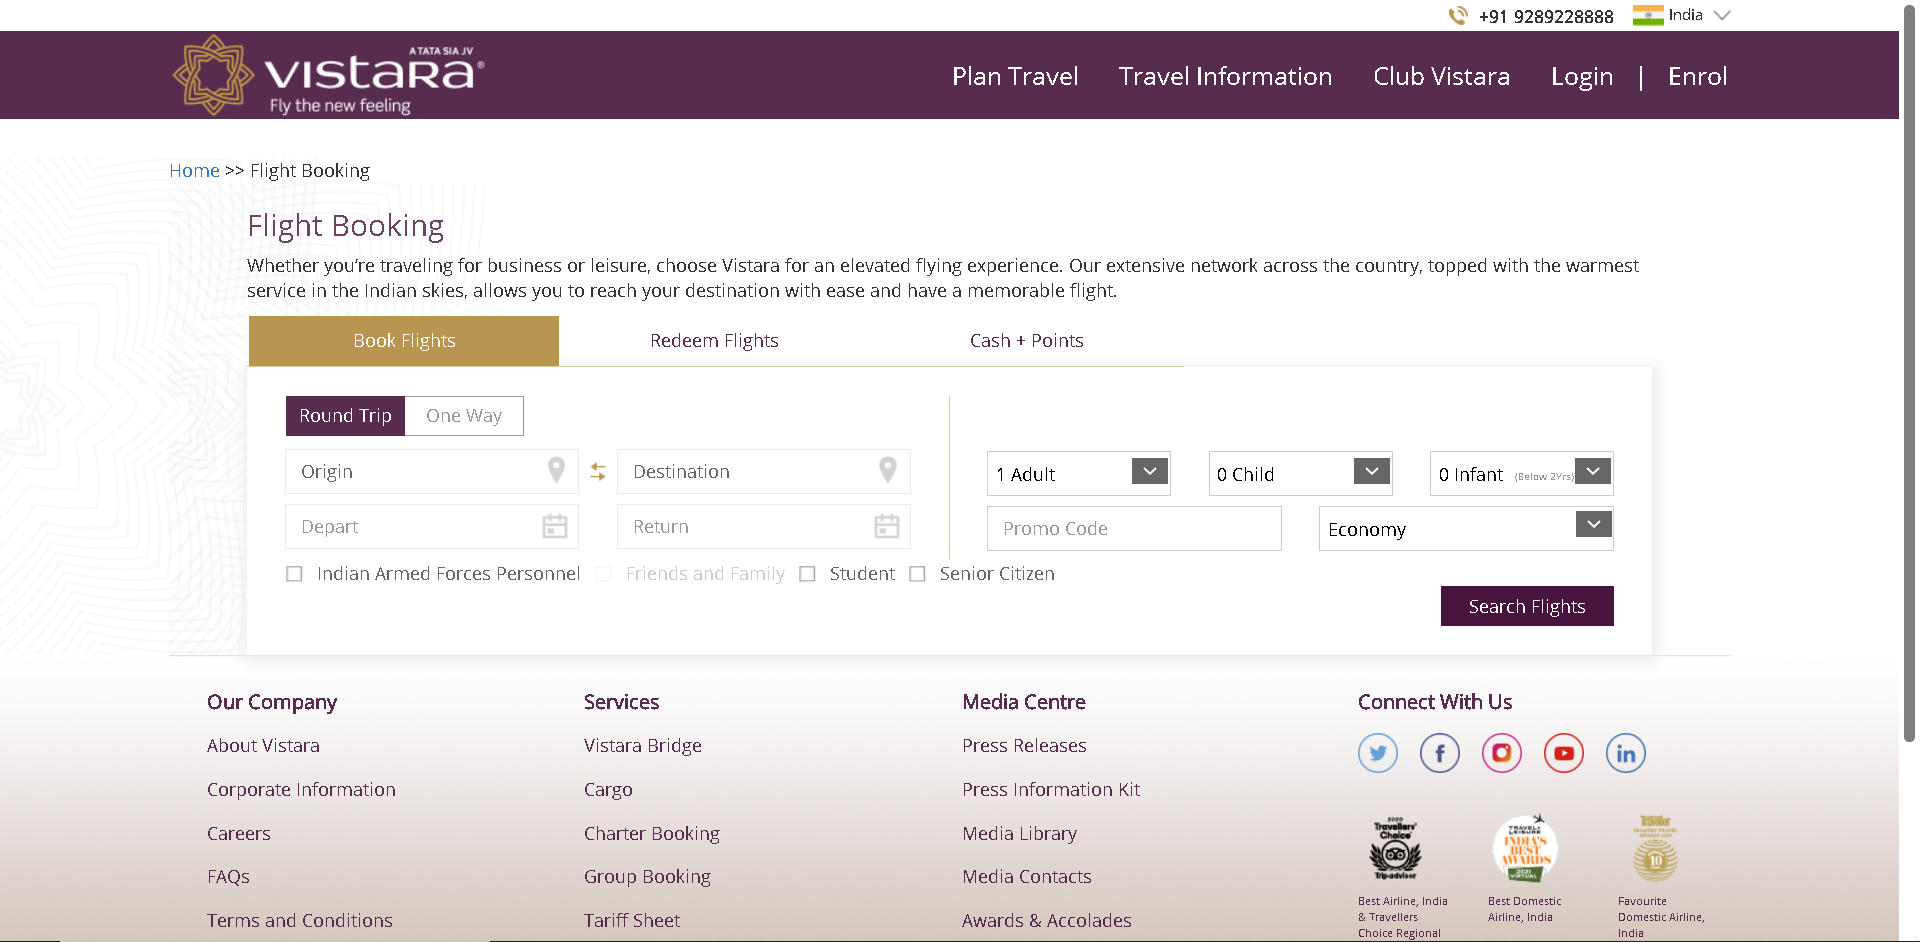 +91 9289228888 India
A TATA SIA JV
VISTARA®
Fly the new feeling
Plan Travel Travel Information Club Vistara Login | Enrol
Home >> Flight Booking
Flight Booking
Whether you're traveling for business or leisure, choose Vistara for an elevated flying experience. Our extensive network across the country, topped with the warmest
service in the Indian skies, allows you to reach your destination with ease and have a memorable flight.
Book Flights Redeem Flights Cash + Points
Round Trip One Way
Origin Destination
1 Adult 0 Child 0 Infant (Below 2Yrs)
Depart Return
Promo Code Economy
Indian Armed Forces Personnel Friends and Family Student Senior Citizen
Search Flights
Our Company
About Vistara
Corporate Information
Careers
FAQs
Terms and Conditions
Services
Vistara Bridge
Cargo
Charter Booking
Group Booking
Tariff Sheet
Media Centre
Press Releases
Press Information Kit
Media Library
Media Contacts
Awards & Accolades
Connect With Us
2020
Travellers'
Choice
Tripadvisor
Best Airline, India
& Travellers
Choice Regional
TRAVEL+
LEISURE
INDIA'S
BEST
AWARDS
2021
VIRTUAL
Best Domestic
Airline, India
10
Favourite
Domestic Airline,
India